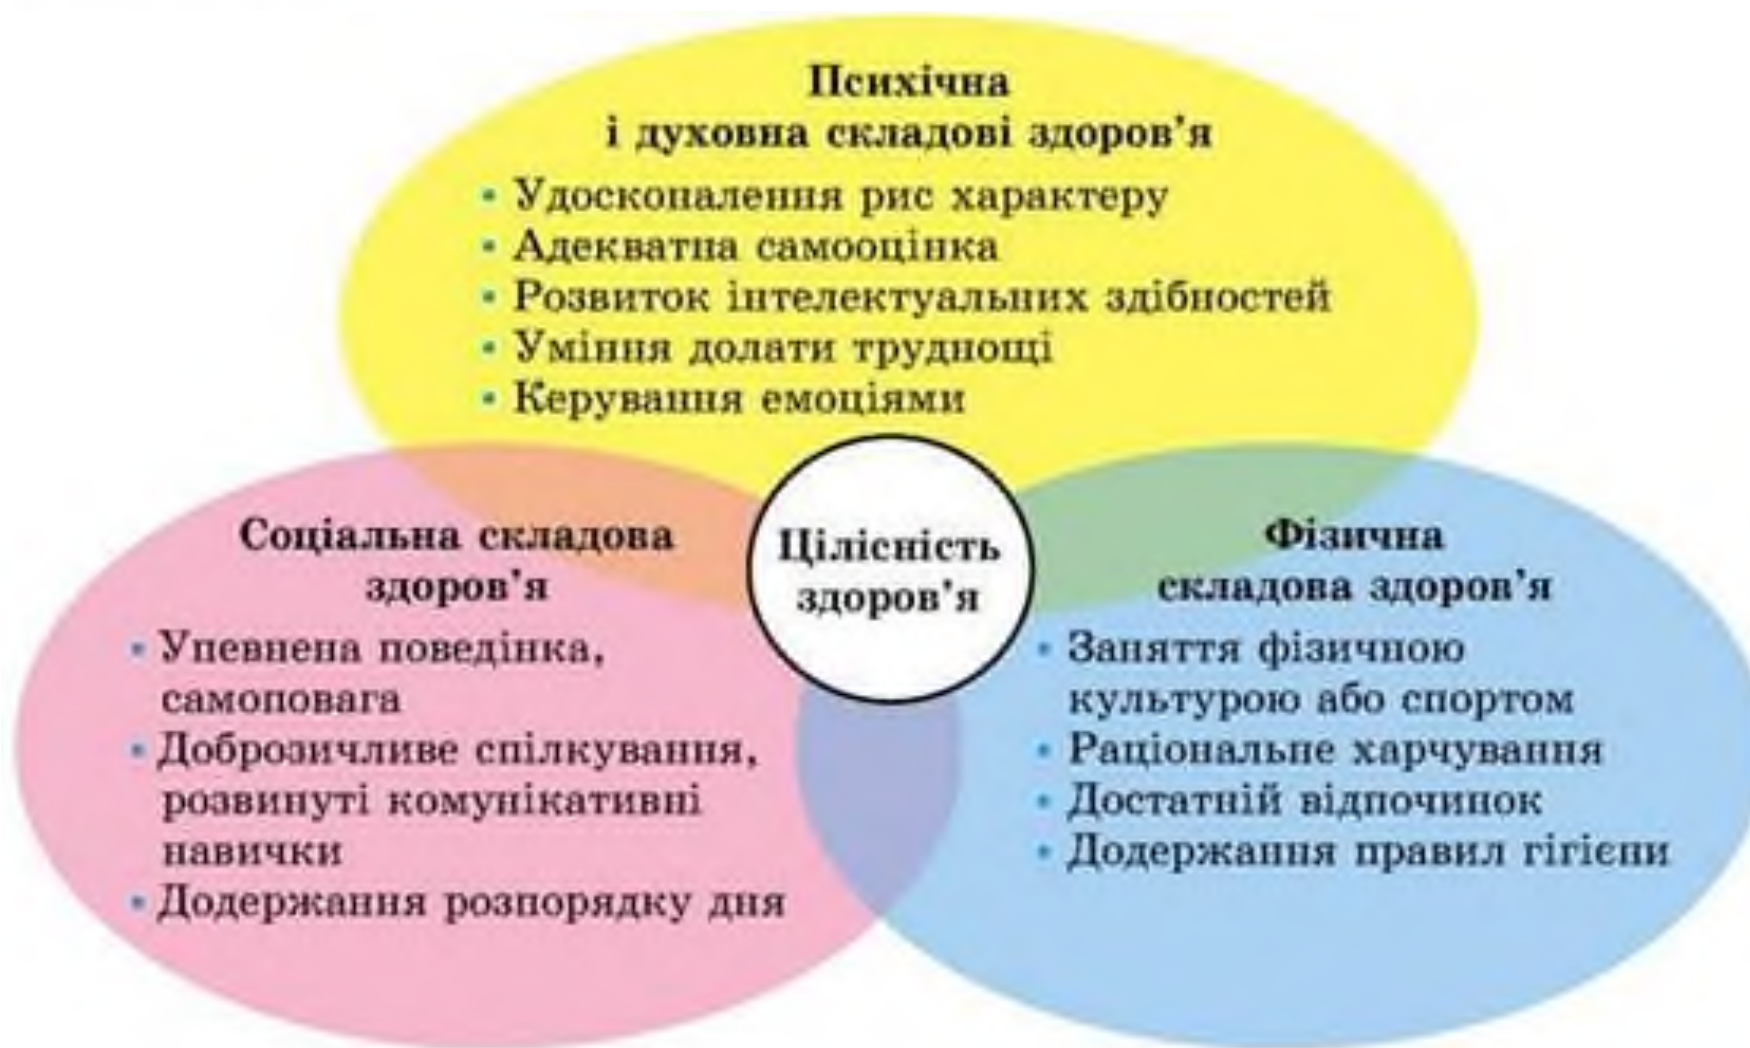 Психічна
і духовна складові здоров’я
• Удосконалення рис характеру
• Адекватна самооцінка
• Розвиток інтелектуальних здібностей
• Уміння долати труднощі
• Керування емоціями
Соціальна складова
здоров’я
• Упевнена поведінка,
самоповага
• Доброзичливе спілкування,
розвинуті комунікативні
навички
• Додержання розпорядку дня
Цілісність
здоров’я
Фізична
складова здоров’я
• Заняття фізичною
культурою або спортом
• Раціональне харчування
• Достатній відпочинок
• Додержання правил гігієни